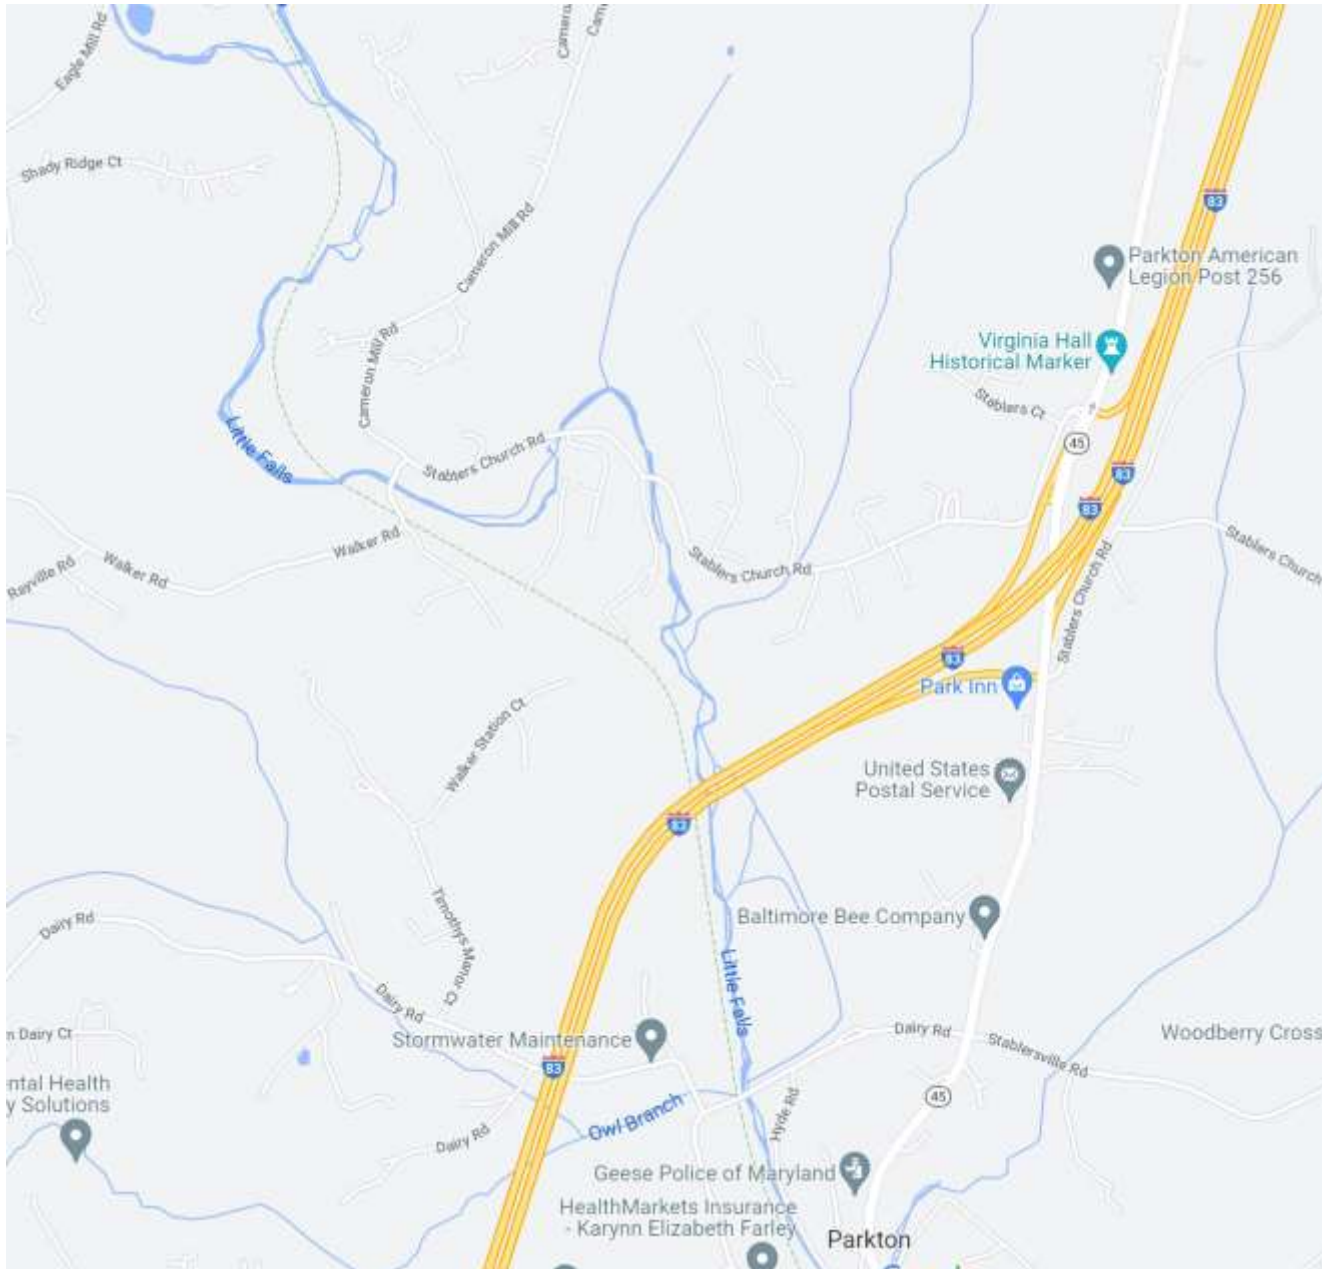 Eagle Mill Rd
Cameron
Cam
Shady Ridge Ct
83
Cameron Mill Rd
Parkton American
Legion Post 256
Virginia Hall
Historical Marker
Cameron Mill Rd
Stablers Ct
45
Little Falls
Stablers Church Rd
83
83
Walker Rd
Stablers Church
Rayville Rd
Walker Rd
Stablers Church Rd
Stablers Church Rd
83
Park Inn
Walker Station Ct
United States
Postal Service
83
Timothys Manor Ct
Baltimore Bee Company
Dairy Rd
Little Falls
Dairy Rd
Dairy Rd
n Dairy Ct
Stormwater Maintenance
Stablersville Rd
Woodberry Cross
83
ental Health
y Solutions
45
Owl Branch
Hyde Rd
Dairy Rd
Geese Police of Maryland
HealthMarkets Insurance
- Karynn Elizabeth Farley
Parkton